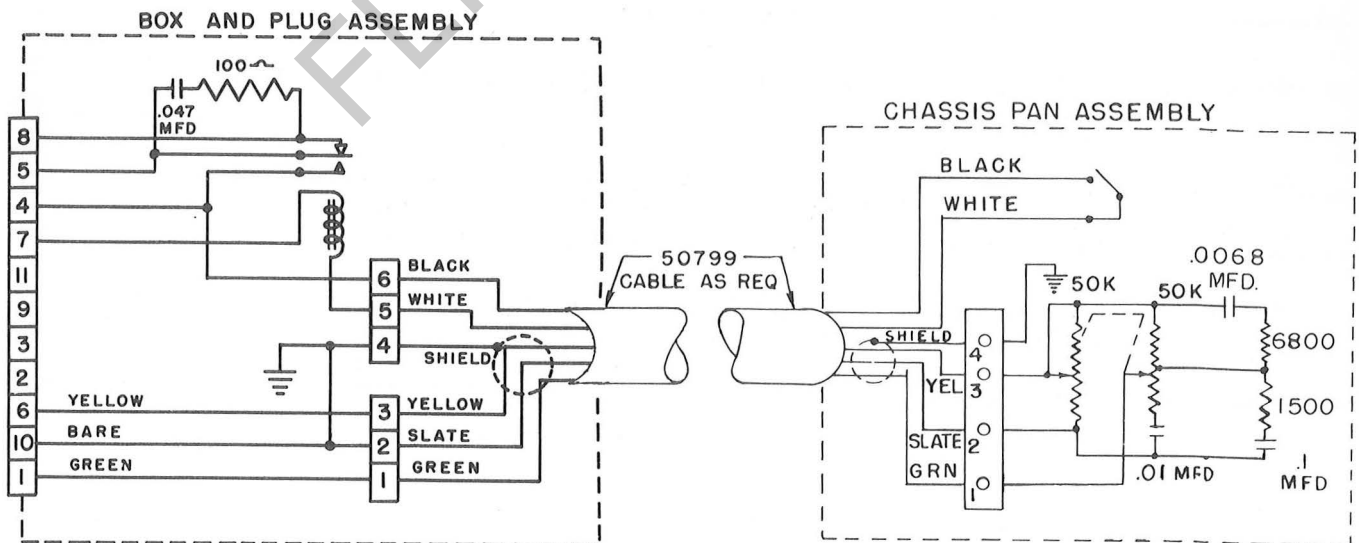 BOX AND PLUG ASSEMBLY
100
.047
MFD
8
5
4
7
11
9
3
2
6
10
1
YELLOW
BARE
GREEN
6
5
4
BLACK
WHITE
SHIELD
3
2
1
YELLOW
SLATE
GREEN
50799
CABLE AS REQ
CHASSIS PAN ASSEMBLY
BLACK
WHITE
SHIELD
YEL
SLATE
GRN
4
3
2
1
50K
50K
.0068
MFD.
6800
1500
.01 MFD
.1
MFD